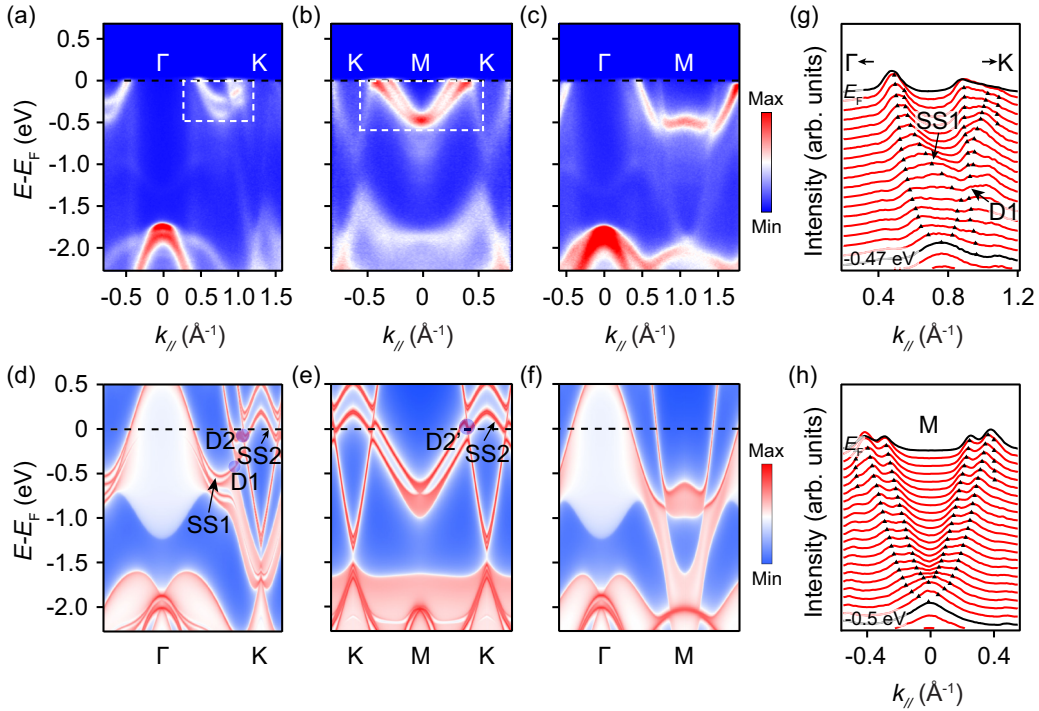 (a)
(b)
(c)
(g)
0.5
0
-0.5
-1.0
-1.5
-2.0
E-EF (eV)
Γ
K
K
M
K
Γ
M
-0.5
0
0.5
1.0
1.5
-0.5
0
0.5
-0.5
0
0.5
1.0
1.5
k// (Å-1)
k// (Å-1)
k// (Å-1)
Max
Min
Intensity (arb. units)
Γ
K
EF
SS1
D1
-0.47 eV
0.4
0.8
1.2
k// (Å-1)
(d)
(e)
(f)
(h)
0.5
0
-0.5
-1.0
-1.5
-2.0
E-EF (eV)
D2
SS2
D1
SS1
D2'
SS2
Γ
K
K
M
K
Γ
M
Max
Min
Intensity (arb. units)
M
EF
-0.5 eV
-0.4
0
0.4
k// (Å-1)